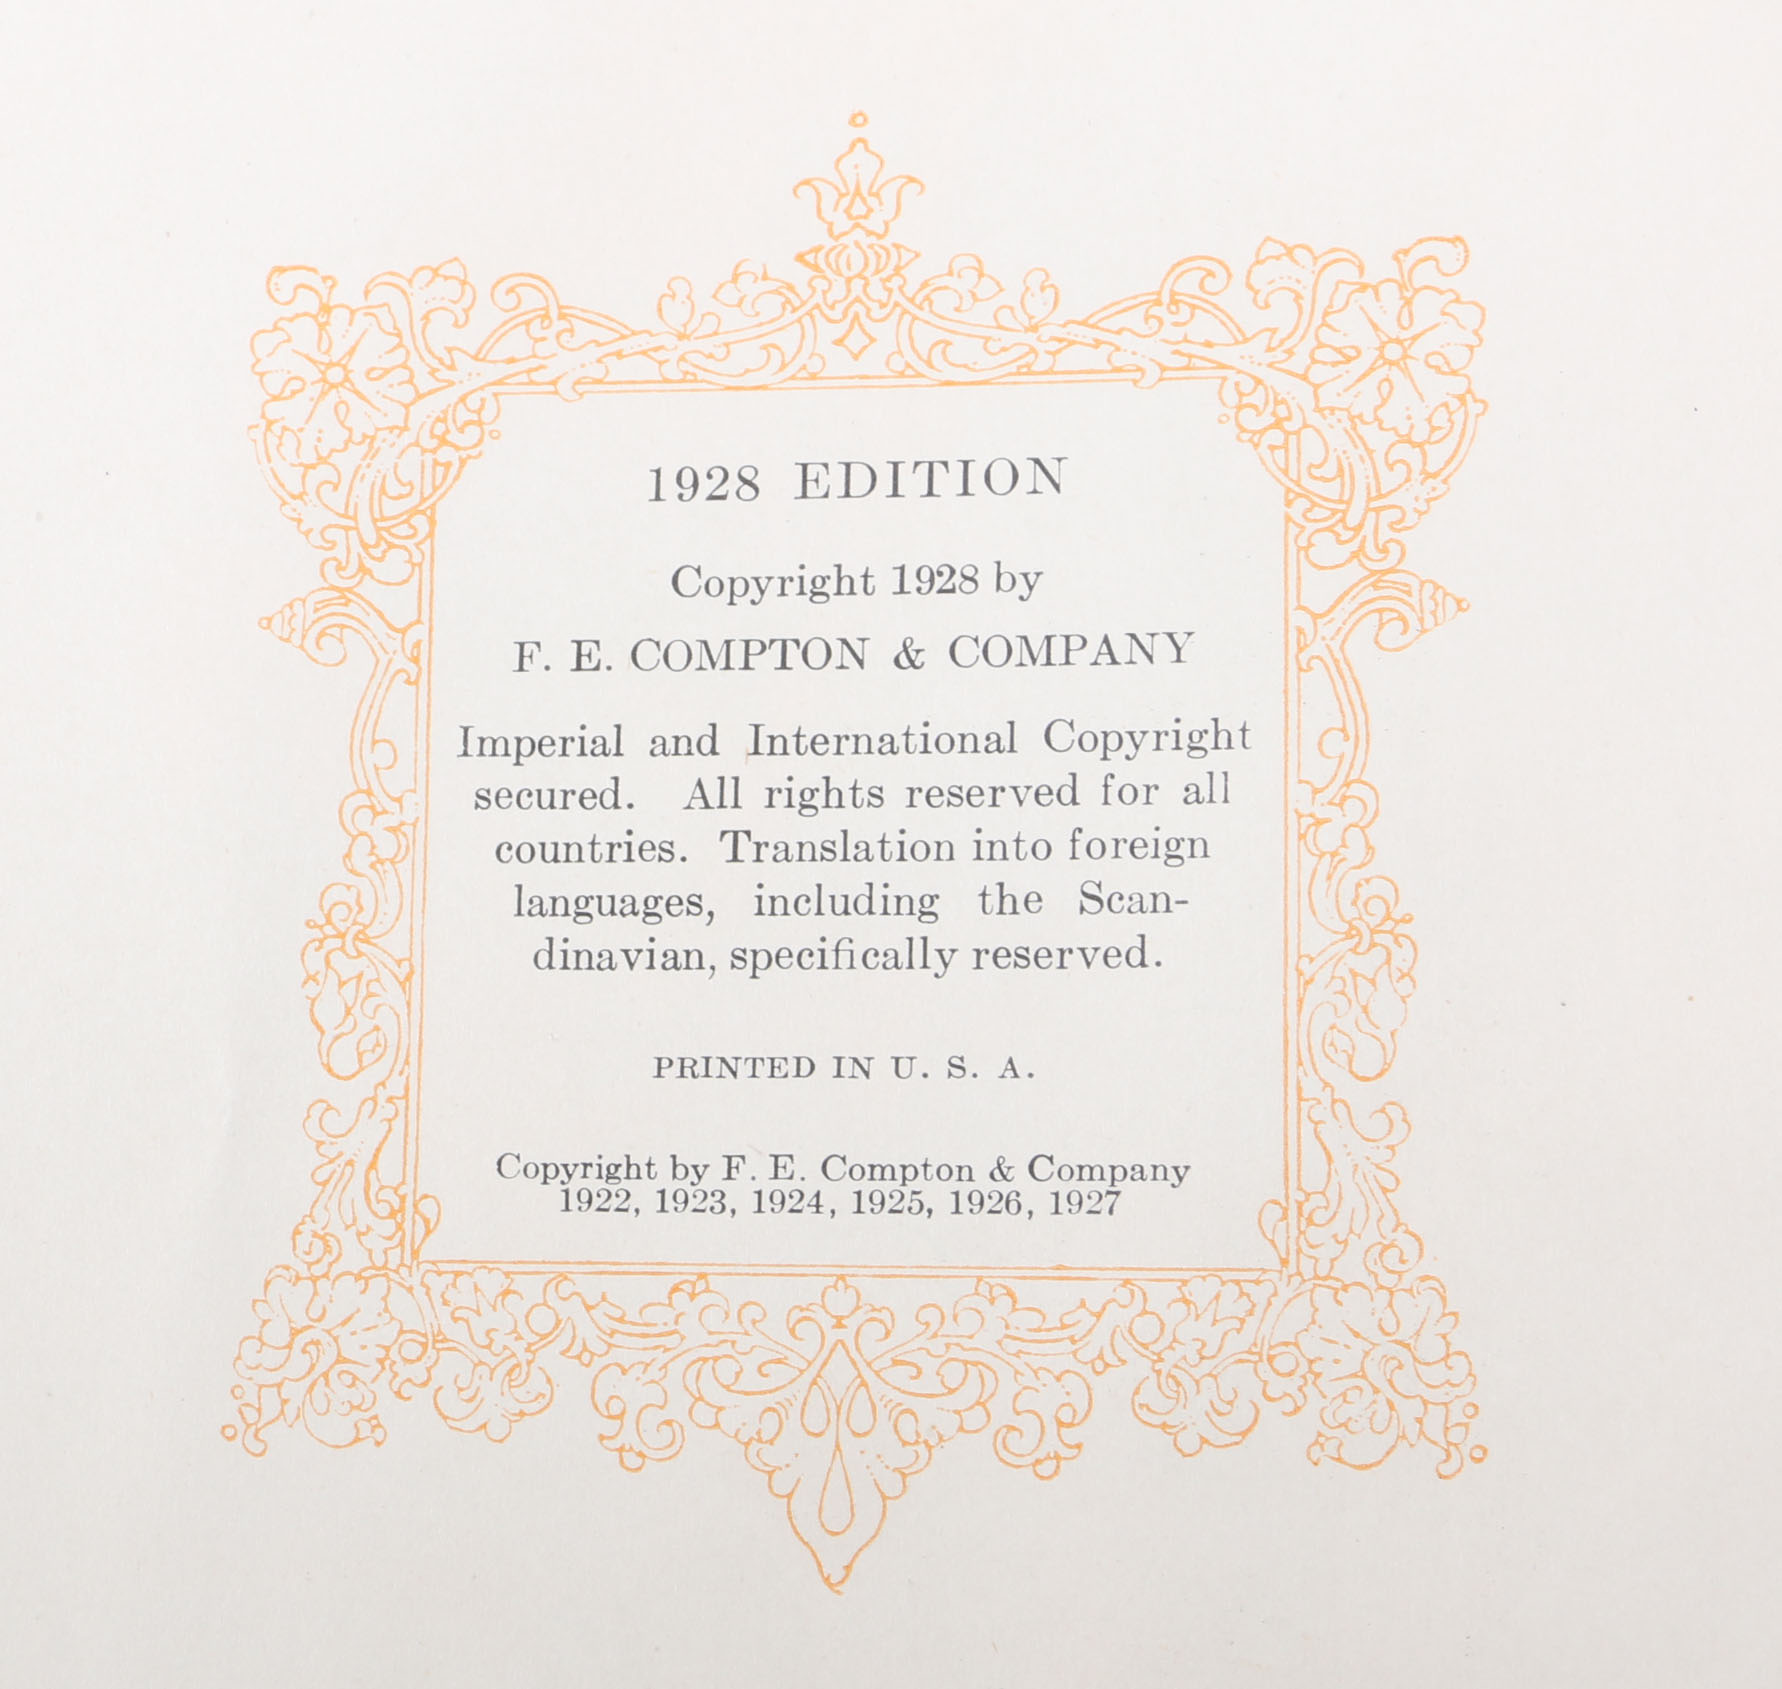 1928 EDITION
Copyright 1928 by
F. E. COMPTON & COMPANY
Imperial and International Copyright
secured. All rights reserved for all
countries. Translation into foreign
languages, including the Scan-
dinavian, specifically reserved.
PRINTED IN U. S. A.
Copyright by F. E. Compton & Company
1922, 1923, 1924, 1925, 1926, 1927